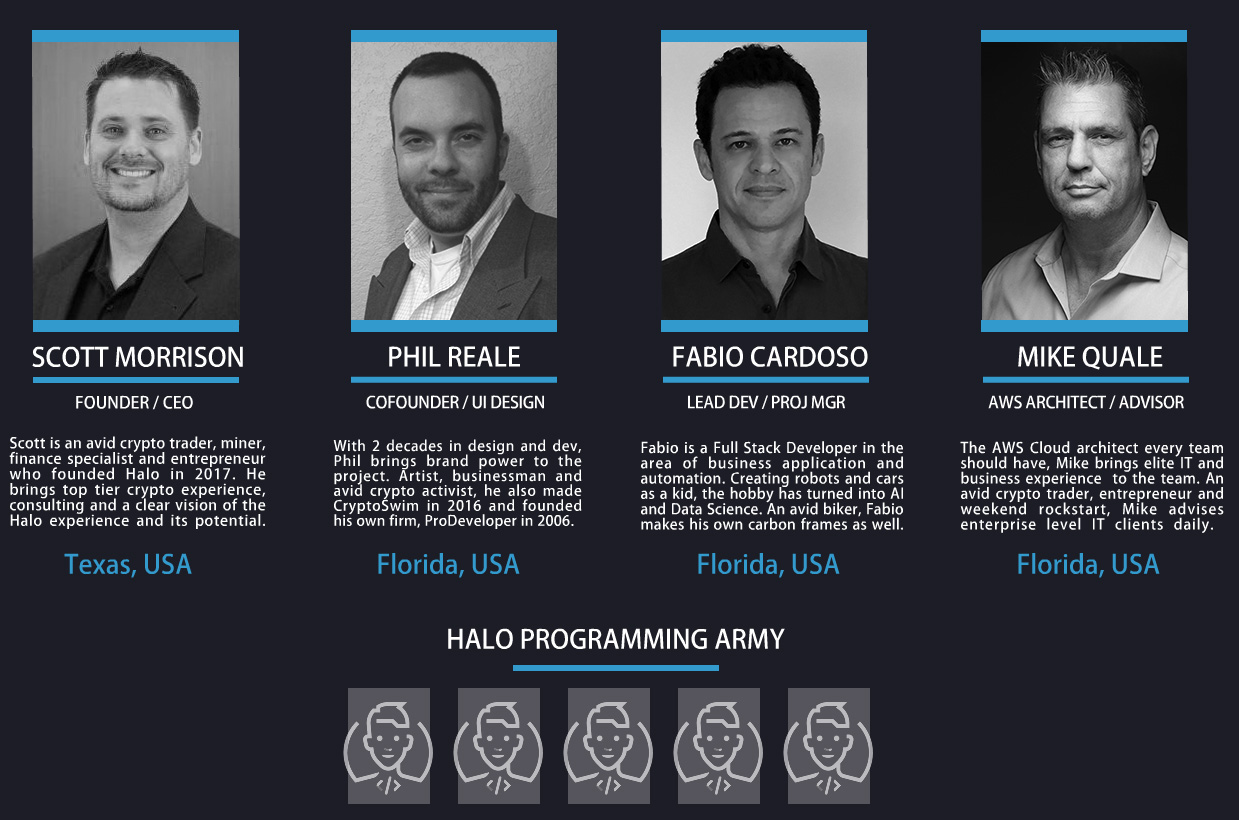 SCOTT MORRISON
FOUNDER / CEO
Scott is an avid crypto trader, miner,
finance specialist and entrepreneur
who founded Halo in 2017. He
brings top tier crypto experience,
consulting and a clear vision of the
Halo experience and its potential.
Texas, USA
PHIL REALE
COFOUNDER / UI DESIGN
With 2 decades in design and dev,
Phil brings brand power to the
project. Artist, businessman and
avid crypto activist, he also made
CryptoSwim in 2016 and founded
his own firm, ProDeveloper in 2006.
Florida, USA
FABIO CARDOSO
LEAD DEV / PROJ MGR
Fabio is a Full Stack Developer in the
area of business application and
automation. Creating robots and cars
as a kid, the hobby has turned into AI
and Data Science. An avid biker, Fabio
makes his own carbon frames as well.
Florida, USA
MIKE QUALE
AWS ARCHITECT / ADVISOR
The AWS Cloud architect every team
should have, Mike brings elite IT and
business experience to the team. An
avid crypto trader, entrepreneur and
weekend rockstart, Mike advises
enterprise level IT clients daily.
Florida, USA
HALO PROGRAMMING ARMY